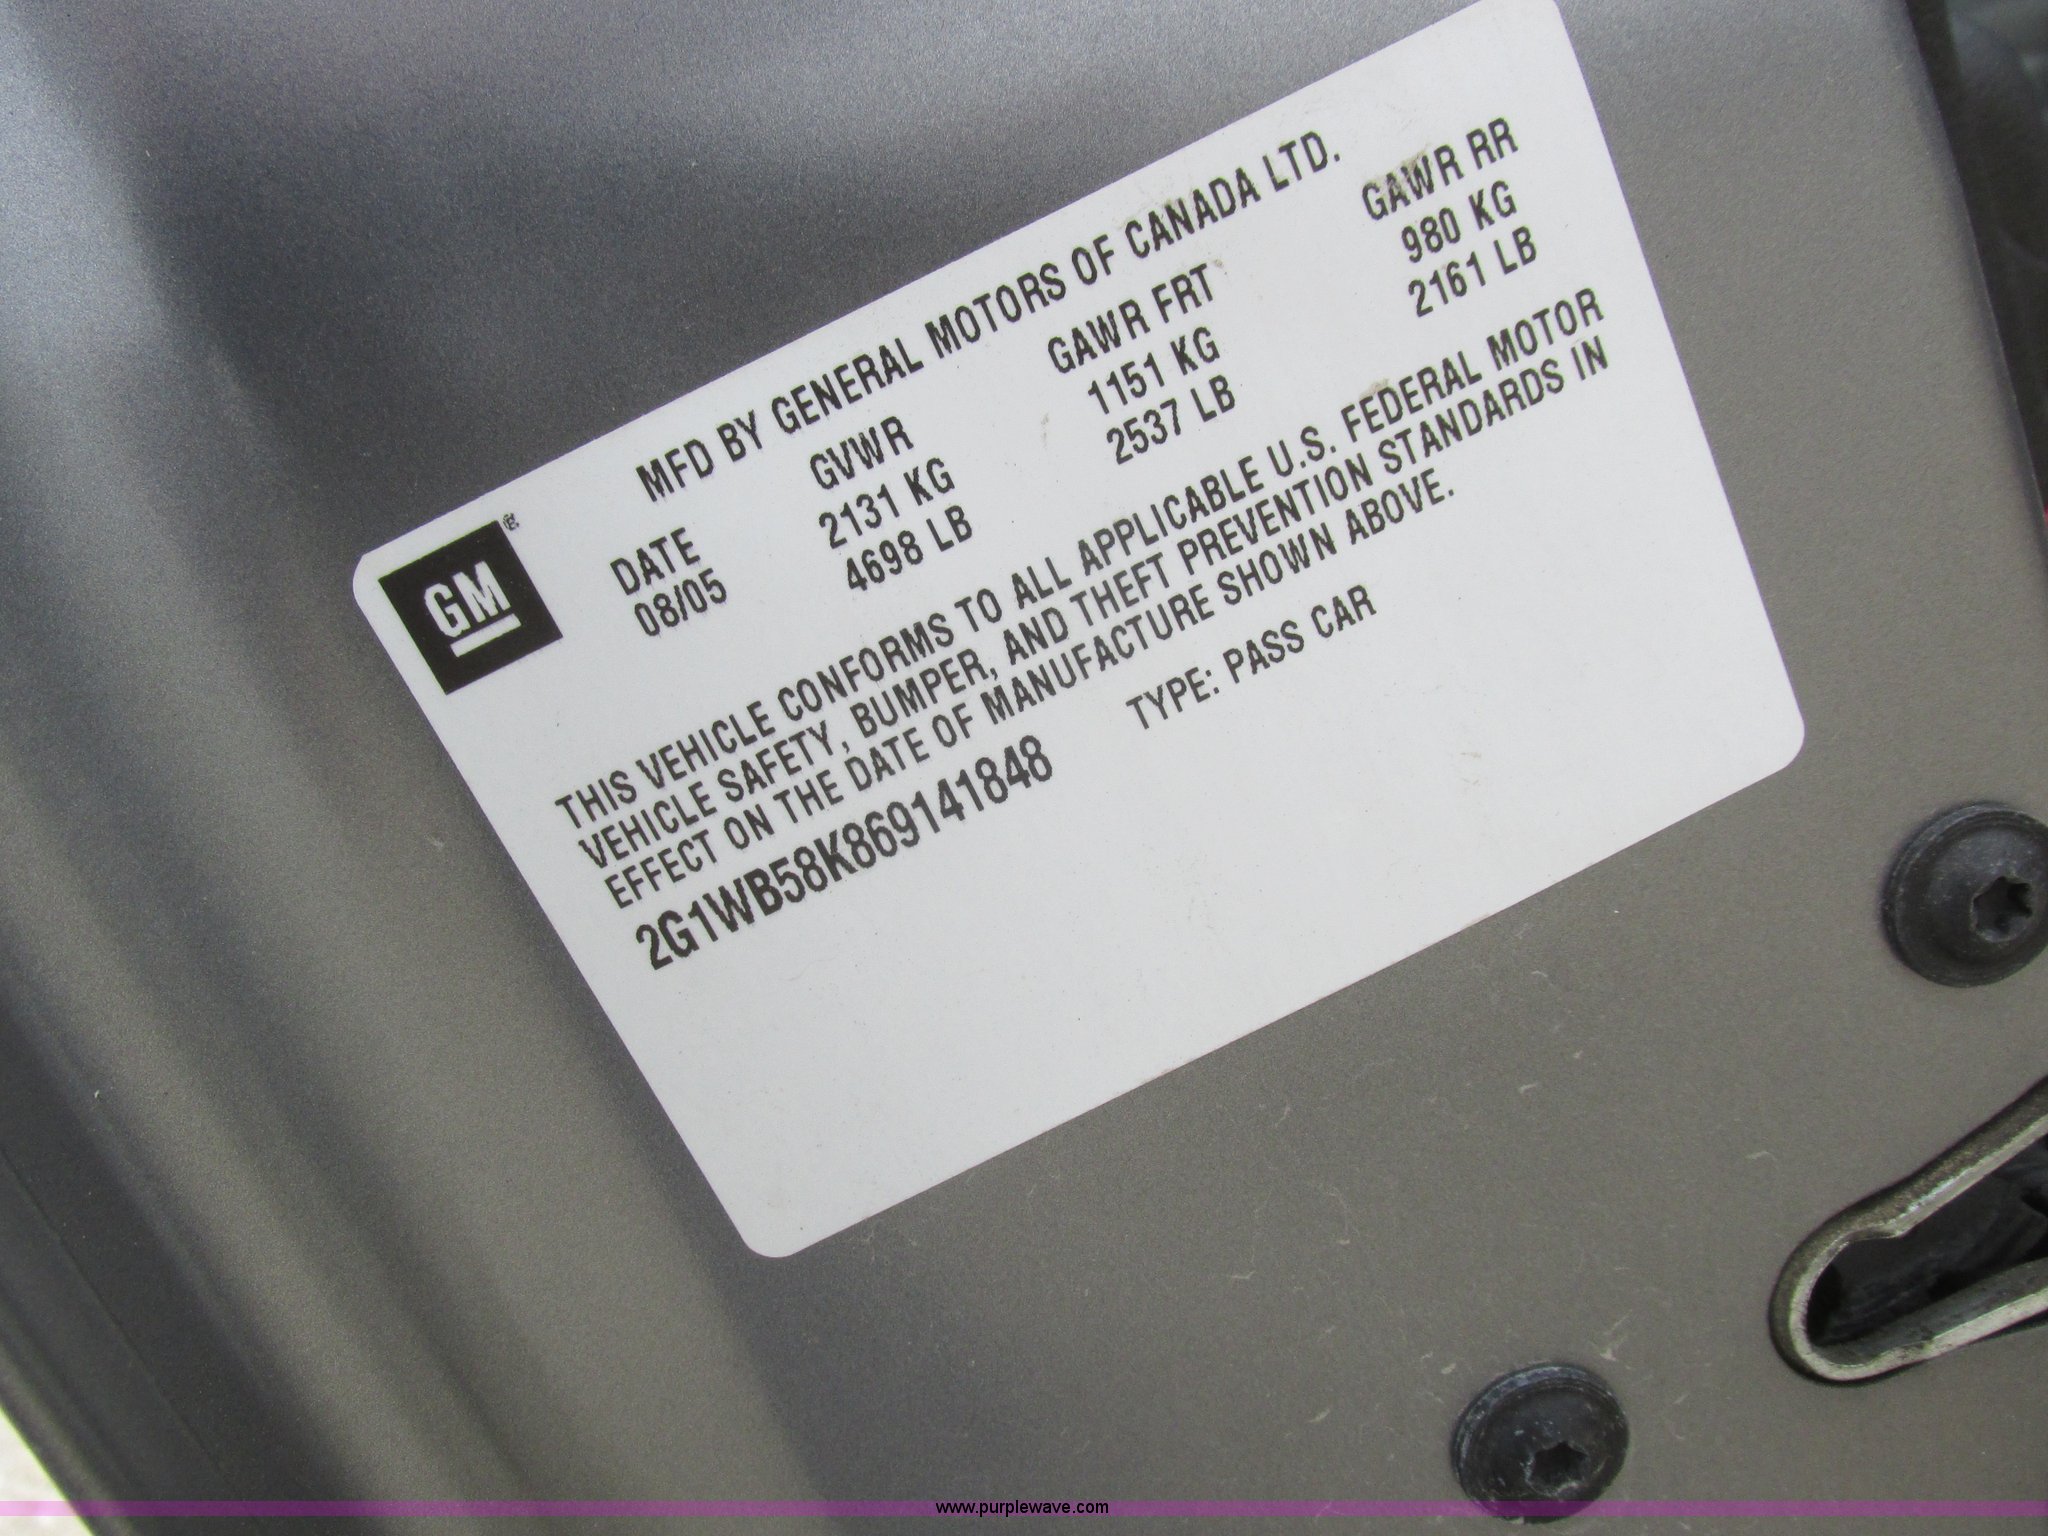 GM®
MFD BY GENERAL MOTORS OF CANADA LTD.
DATE GVWR GAWR FRT GAWR RR
08/05 2131 KG 1151 KG 980 KG
4698 LB 2537 LB 2161 LB
THIS VEHICLE CONFORMS TO ALL APPLICABLE U.S. FEDERAL MOTOR
VEHICLE SAFETY, BUMPER, AND THEFT PREVENTION STANDARDS IN
EFFECT ON THE DATE OF MANUFACTURE SHOWN ABOVE.
2G1WB58K869141848 TYPE: PASS CAR
www.purplewave.com